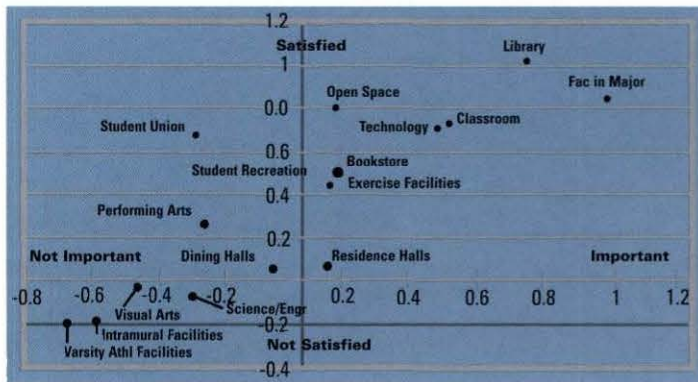 1.2
Satisfied
Library
1
Fac in Major
Open Space
0.0
Student Union
Technology
Classroom
0.6
Bookstore
Student Recreation
Exercise Facilities
0.4
Performing Arts
0.2
Not Important
Dining Halls
Residence Halls
Important
-0.8 -0.6 -0.4 -0.2 0.2 0.4 0.6 0.8 1 1.2
Visual Arts
Science/Engr
-0.2
Intramural Facilities
Varsity Athl Facilities
Not Satisfied
-0.4